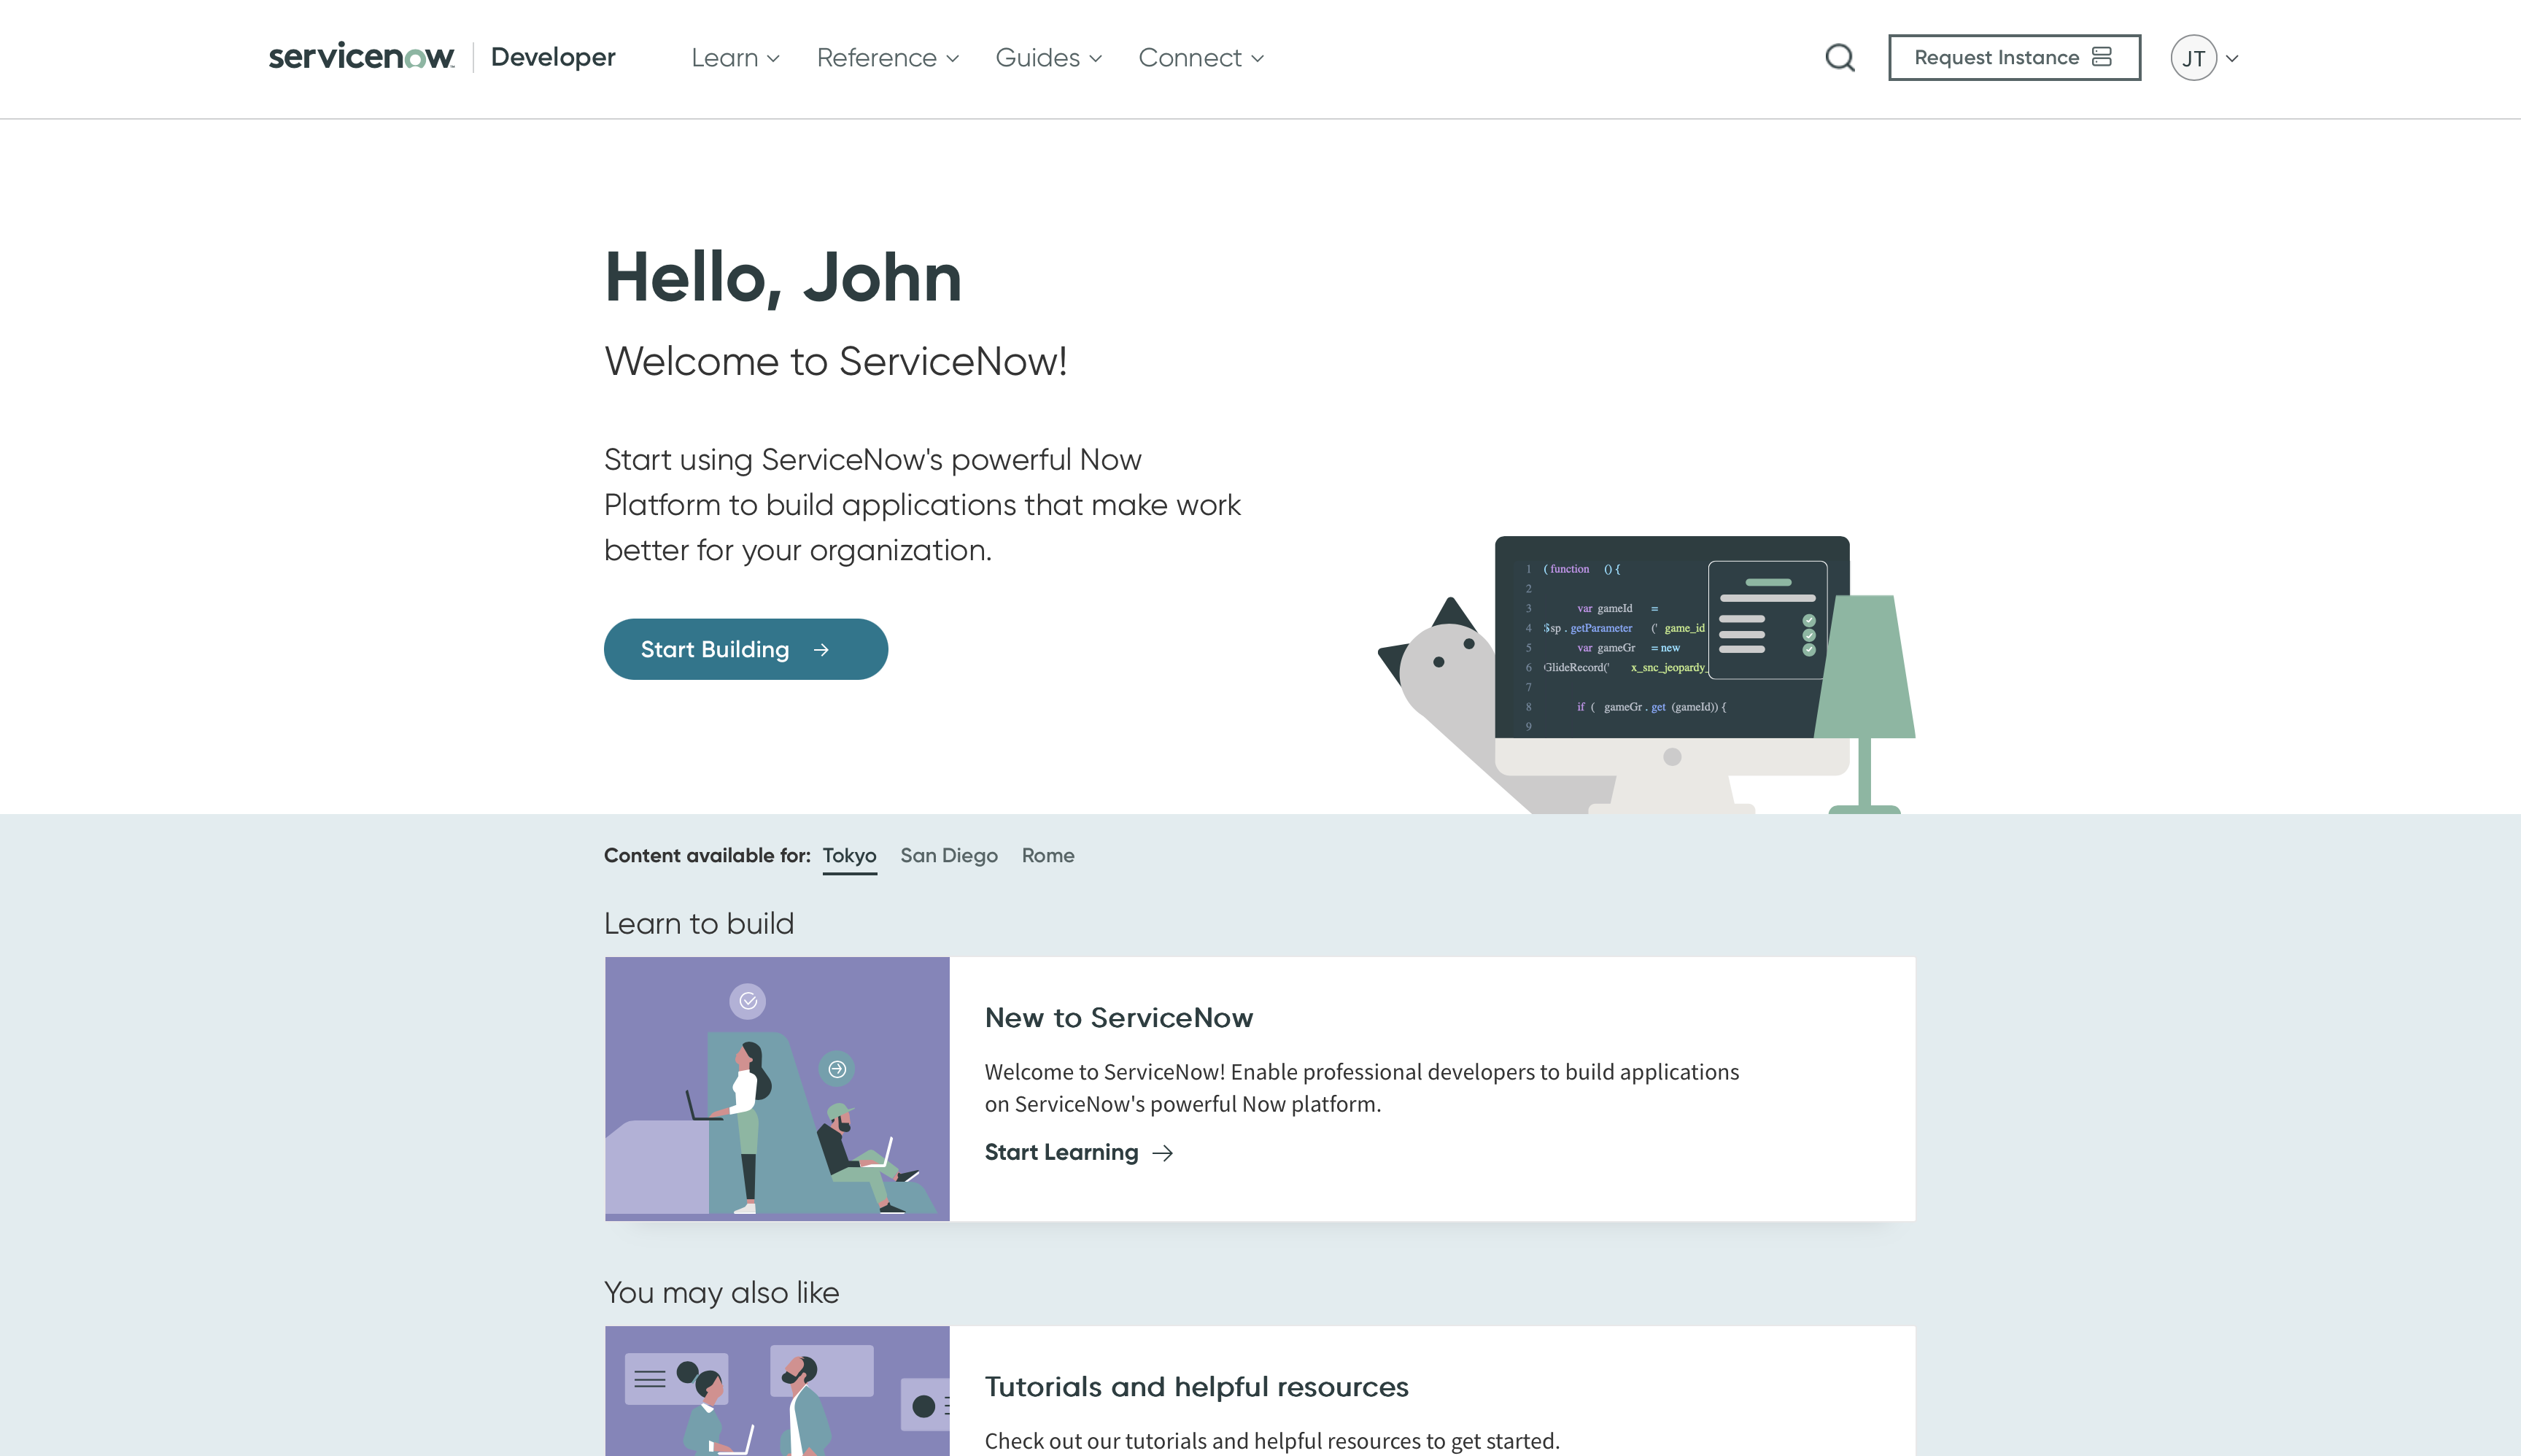 servicenow Developer Learn Reference Guides Connect Request Instance JT
Hello, John
Welcome to ServiceNow!
Start using ServiceNow's powerful Now
Platform to build applications that make work
better for your organization.
Start Building
1 ( function () {
2
3 var gameId =
4 $sp . getParameter (' game_id
5 var gameGr = new
6 GlideRecord(' x_snc_jeopardy_
7
8 if ( gameGr . get (gameId)) {
9
Content available for: Tokyo San Diego Rome
Learn to build
New to ServiceNow
Welcome to ServiceNow! Enable professional developers to build applications
on ServiceNow's powerful Now platform.
Start Learning
You may also like
Tutorials and helpful resources
Check out our tutorials and helpful resources to get started.